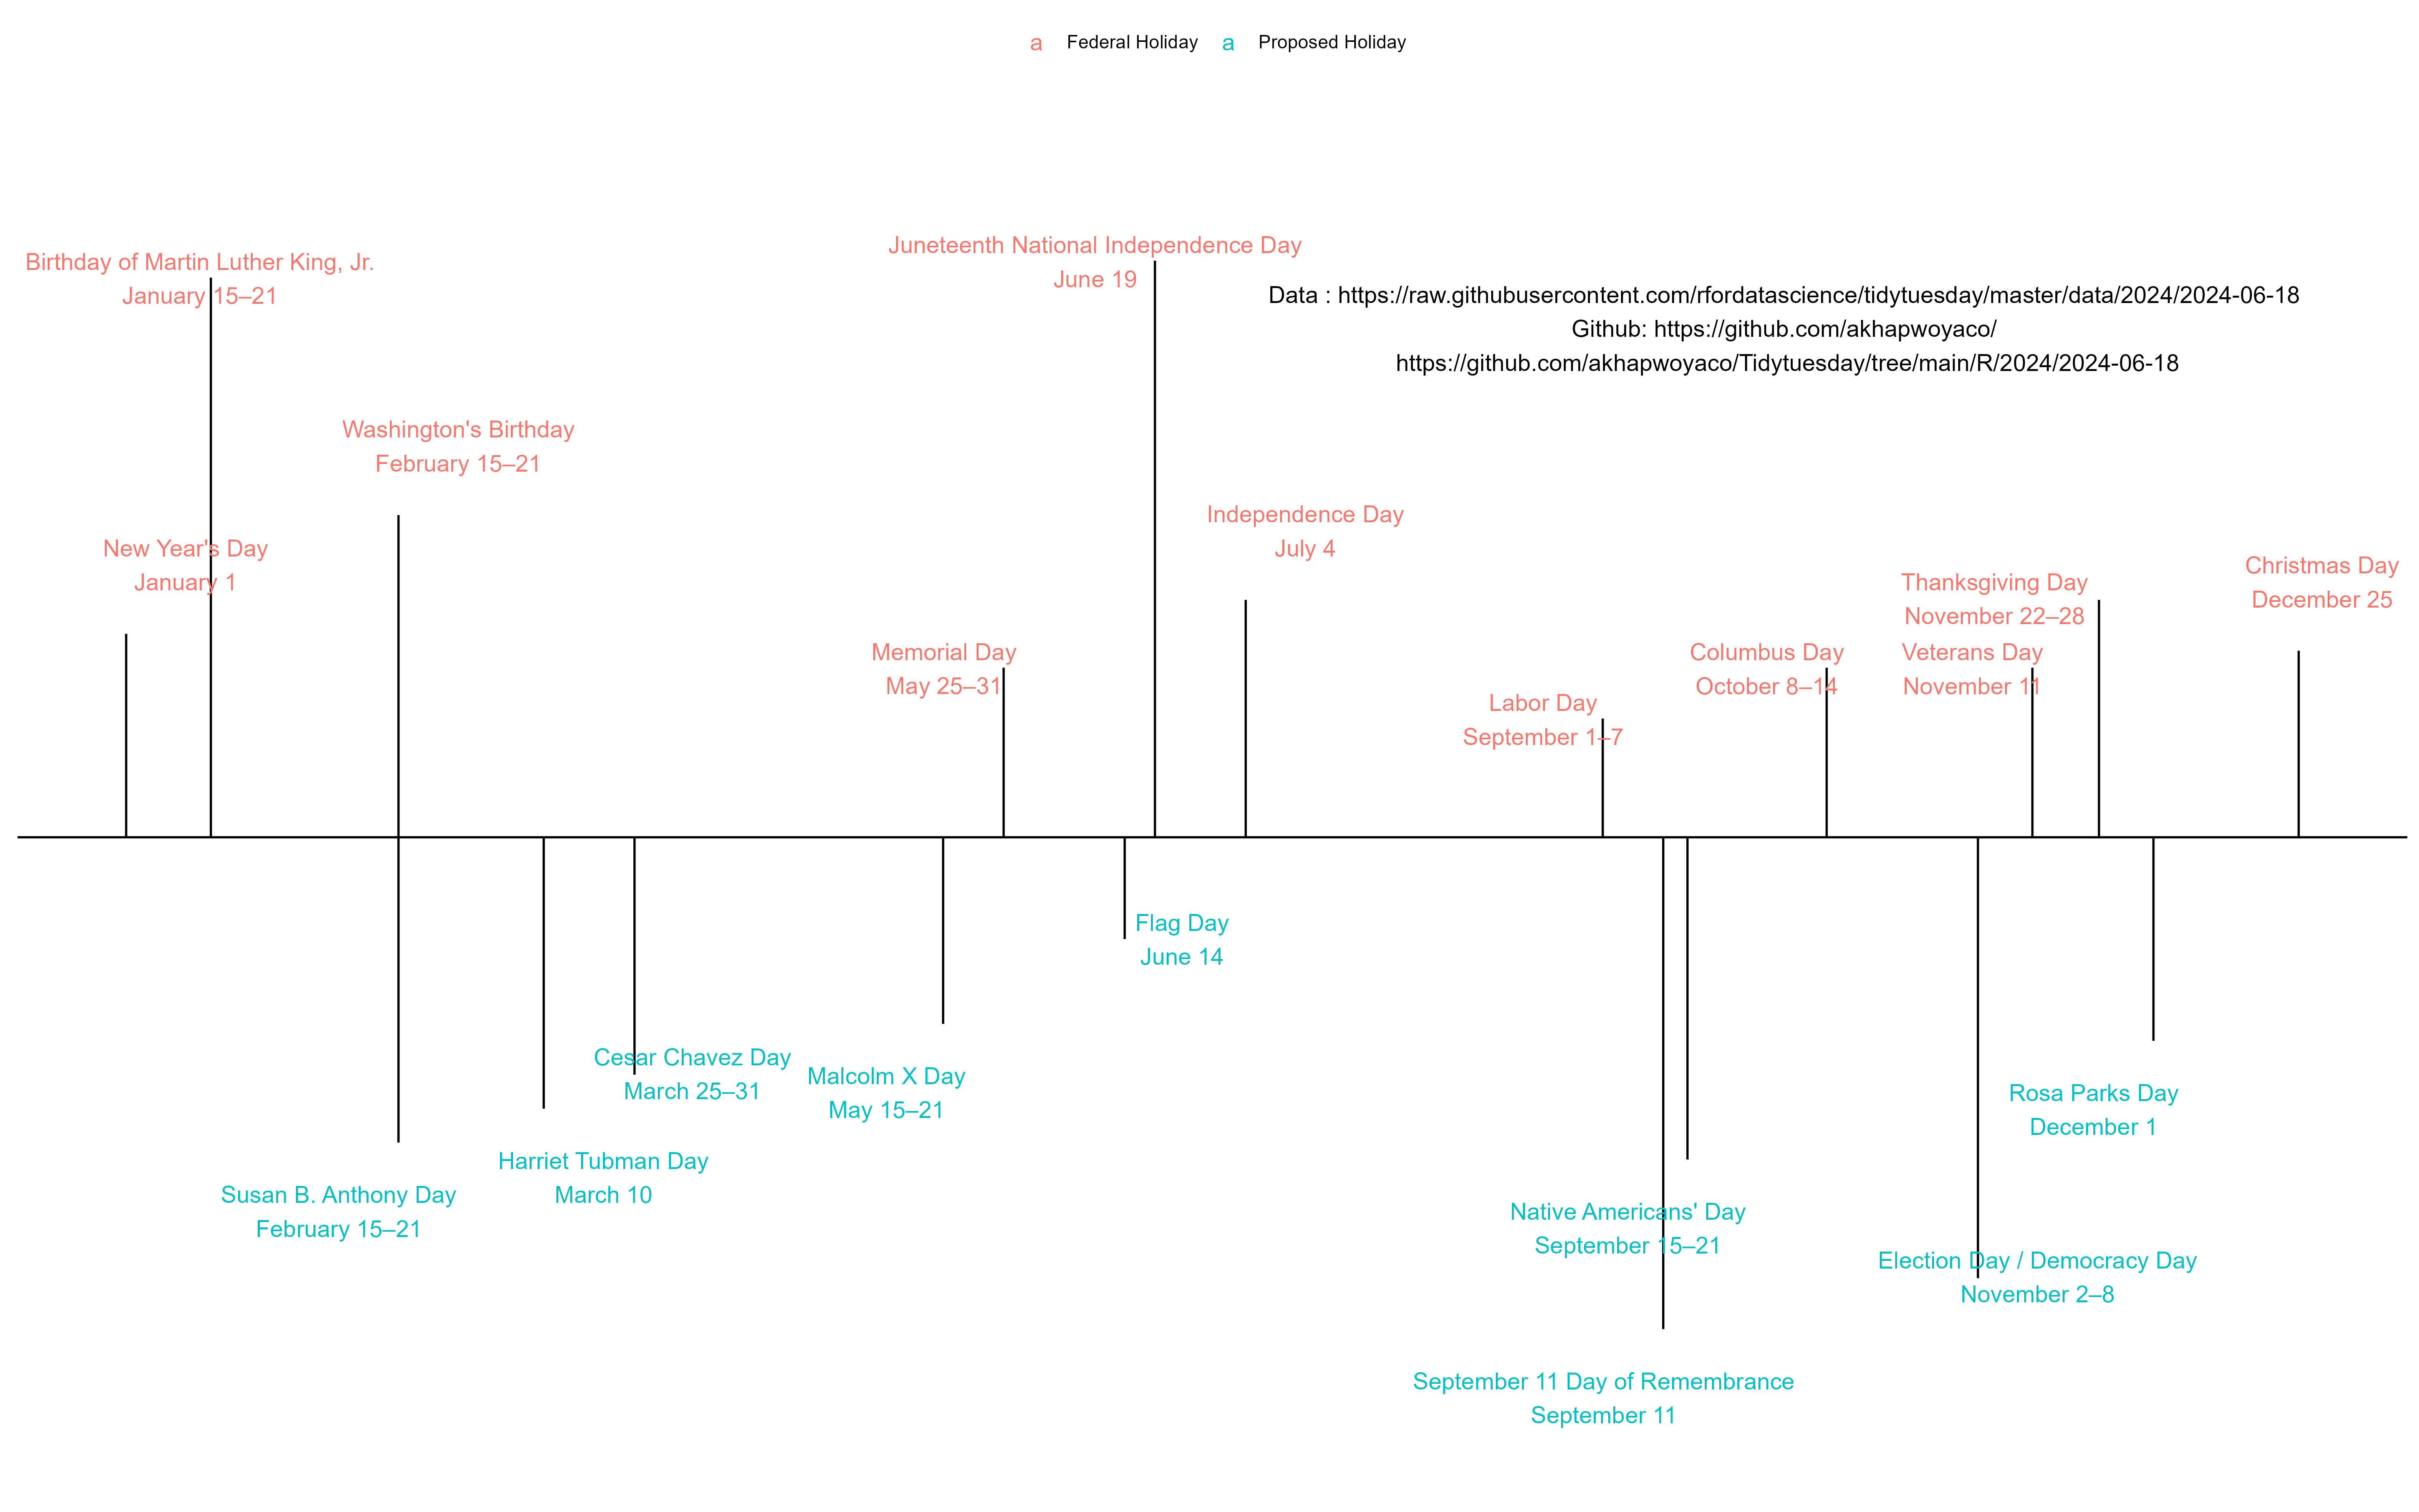 a Federal Holiday a Proposed Holiday
Juneteenth National Independence Day
June 19
Birthday of Martin Luther King, Jr.
January 15–21
Data : https://raw.githubusercontent.com/rfordatascience/tidytuesday/master/data/2024/2024-06-18
Github: https://github.com/akhapwoyaco/
https://github.com/akhapwoyaco/Tidytuesday/tree/main/R/2024/2024-06-18
Washington's Birthday
February 15–21
Independence Day
July 4
New Year's Day
January 1
Christmas Day
December 25
Thanksgiving Day
November 22–28
Memorial Day
May 25–31
Columbus Day
October 8–14
Veterans Day
November 11
Labor Day
September 1–7
Flag Day
June 14
Cesar Chavez Day
March 25–31
Malcolm X Day
May 15–21
Rosa Parks Day
December 1
Harriet Tubman Day
March 10
Susan B. Anthony Day
February 15–21
Native Americans' Day
September 15–21
Election Day / Democracy Day
November 2–8
September 11 Day of Remembrance
September 11